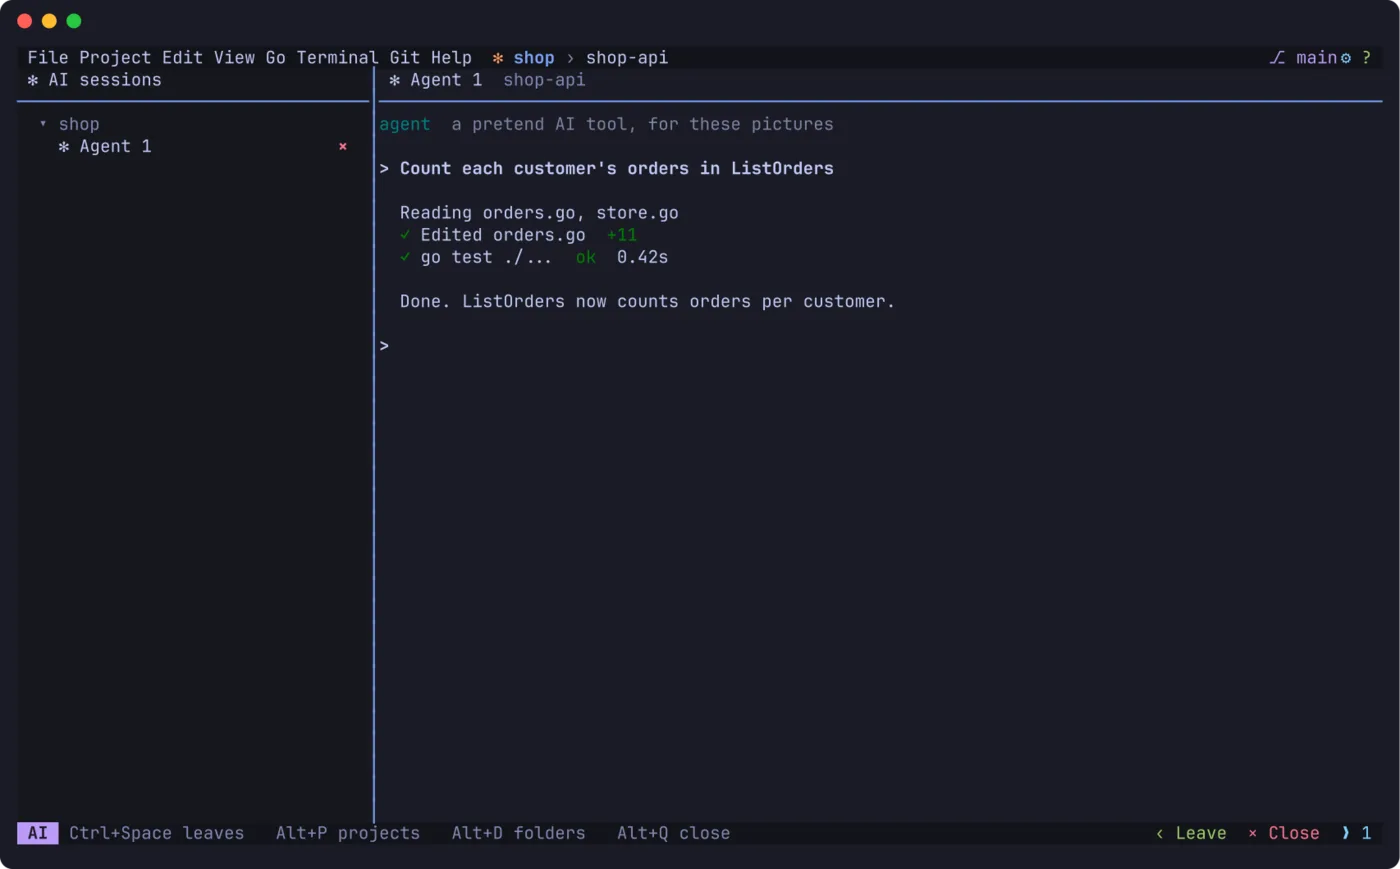 File Project Edit View Go Terminal Git Help ✻ shop › shop-api ⎇ main⚙ ?
✻ AI sessions
✻ Agent 1 shop-api
▾ shop
✻ Agent 1 ×
agent a pretend AI tool, for these pictures
> Count each customer's orders in ListOrders
Reading orders.go, store.go
✓ Edited orders.go +11
✓ go test ./... ok 0.42s
Done. ListOrders now counts orders per customer.
>
AI Ctrl+Space leaves Alt+P projects Alt+D folders Alt+Q close ‹ Leave × Close ❫ 1